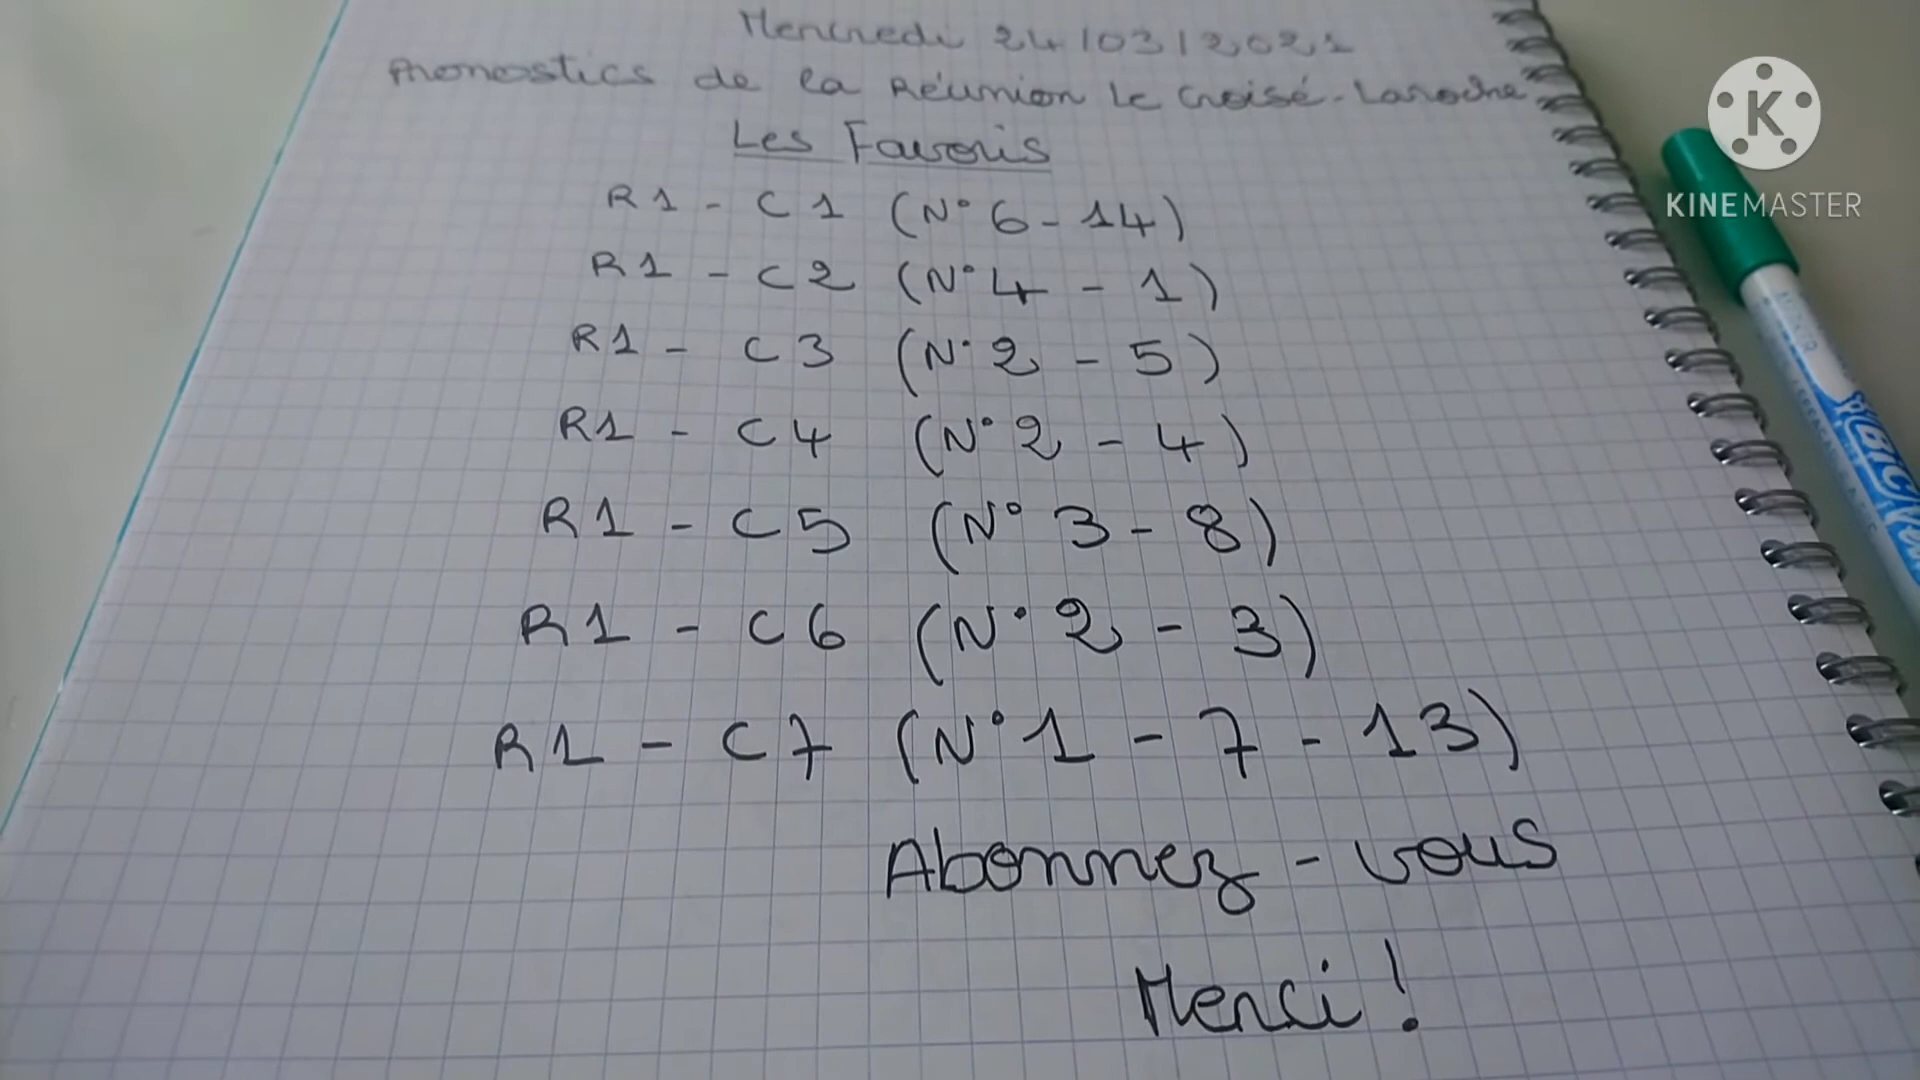 Mercredi 24/03/2021
Pronostics de la Réunion Le Croisé-Laroche
Les Favoris
R1 - C1 (N° 6 - 14)
R1 - C2 (N° 4 - 1)
R1 - C3 (N° 2 - 5)
R1 - C4 (N° 2 - 4)
R1 - C5 (N° 3 - 8)
R1 - C6 (N° 2 - 3)
R1 - C7 (N° 1 - 7 - 13)
Abonnez-vous
Merci !
K
KINEMASTER
BIC